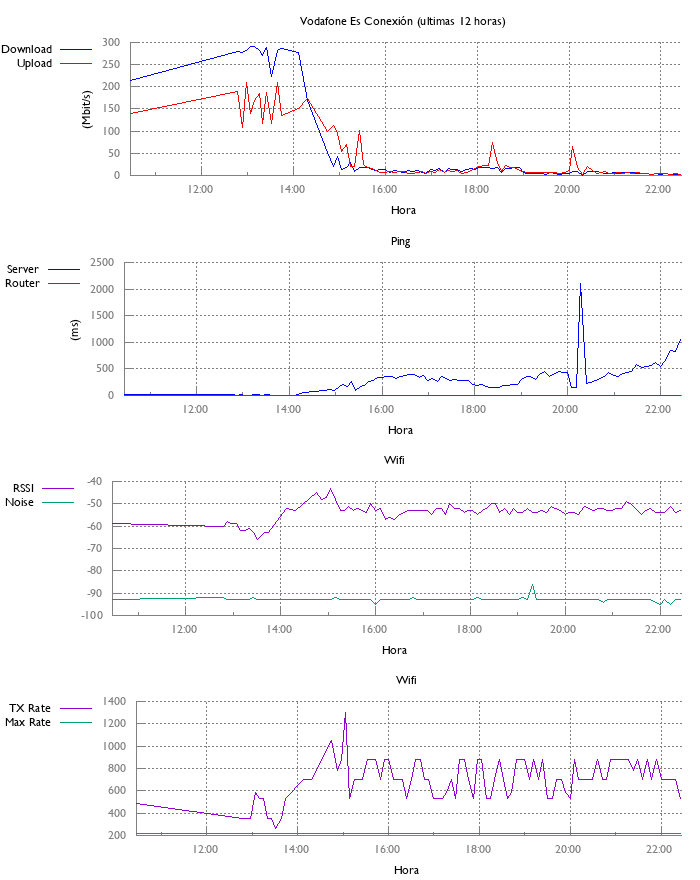 Vodafone Es Conexión (ultimas 12 horas)
Download
Upload
(Mbit/s)
300
250
200
150
100
50
0
12:00 14:00 16:00 18:00 20:00 22:00
Hora
Ping
Server
Router
(ms)
2500
2000
1500
1000
500
0
12:00 14:00 16:00 18:00 20:00 22:00
Hora
Wifi
RSSI
Noise
-40
-50
-60
-70
-80
-90
-100
12:00 14:00 16:00 18:00 20:00 22:00
Hora
Wifi
TX Rate
Max Rate
1400
1200
1000
800
600
400
200
12:00 14:00 16:00 18:00 20:00 22:00
Hora